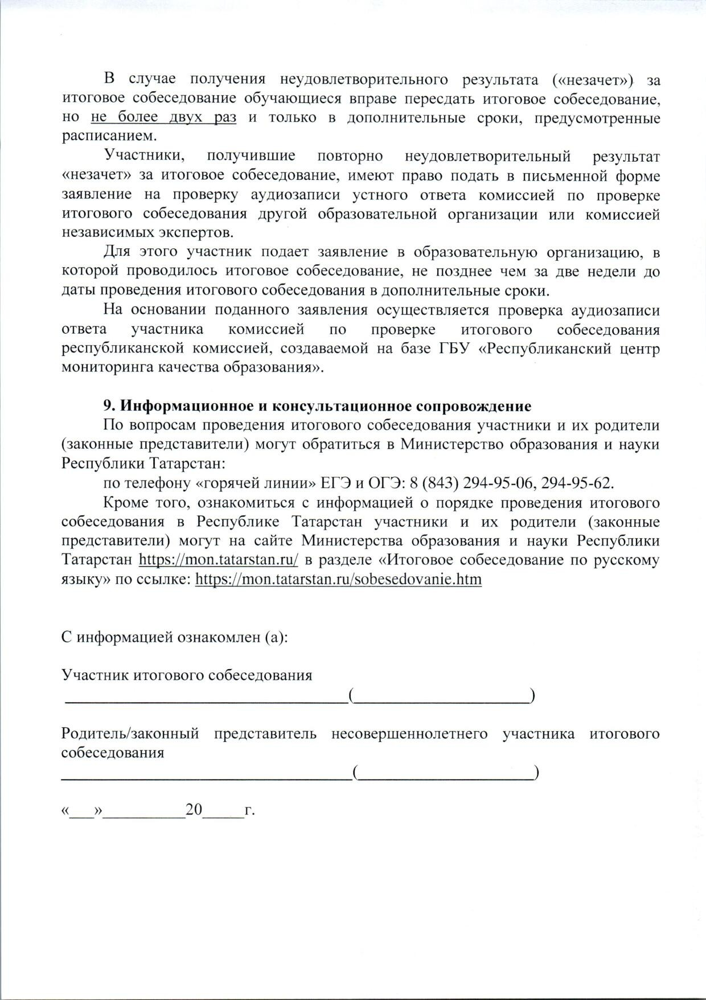 В случае получения неудовлетворительного результата («незачет») за
итоговое собеседование обучающиеся вправе пересдать итоговое собеседование,
но не более двух раз и только в дополнительные сроки, предусмотренные
расписанием.
Участники, получившие повторно неудовлетворительный результат
«незачет» за итоговое собеседование, имеют право подать в письменной форме
заявление на проверку аудиозаписи устного ответа комиссией по проверке
итогового собеседования другой образовательной организации или комиссией
независимых экспертов.
Для этого участник подает заявление в образовательную организацию, в
которой проводилось итоговое собеседование, не позднее чем за две недели до
даты проведения итогового собеседования в дополнительные сроки.
На основании поданного заявления осуществляется проверка аудиозаписи
ответа участника комиссией по проверке итогового собеседования
республиканской комиссией, создаваемой на базе ГБУ «Республиканский центр
мониторинга качества образования».
9. Информационное и консультационное сопровождение
По вопросам проведения итогового собеседования участники и их родители
(законные представители) могут обратиться в Министерство образования и науки
Республики Татарстан:
по телефону «горячей линии» ЕГЭ и ОГЭ: 8 (843) 294-95-06, 294-95-62.
Кроме того, ознакомиться с информацией о порядке проведения итогового
собеседования в Республике Татарстан участники и их родители (законные
представители) могут на сайте Министерства образования и науки Республики
Татарстан https://mon.tatarstan.ru/ в разделе «Итоговое собеседование по русскому
языку» по ссылке: https://mon.tatarstan.ru/sobesedovanie.htm
С информацией ознакомлен (а):
Участник итогового собеседования
__________________________________(_____________________)
Родитель/законный представитель несовершеннолетнего участника итогового
собеседования
___________________________________(_____________________)
«___»__________20_____г.